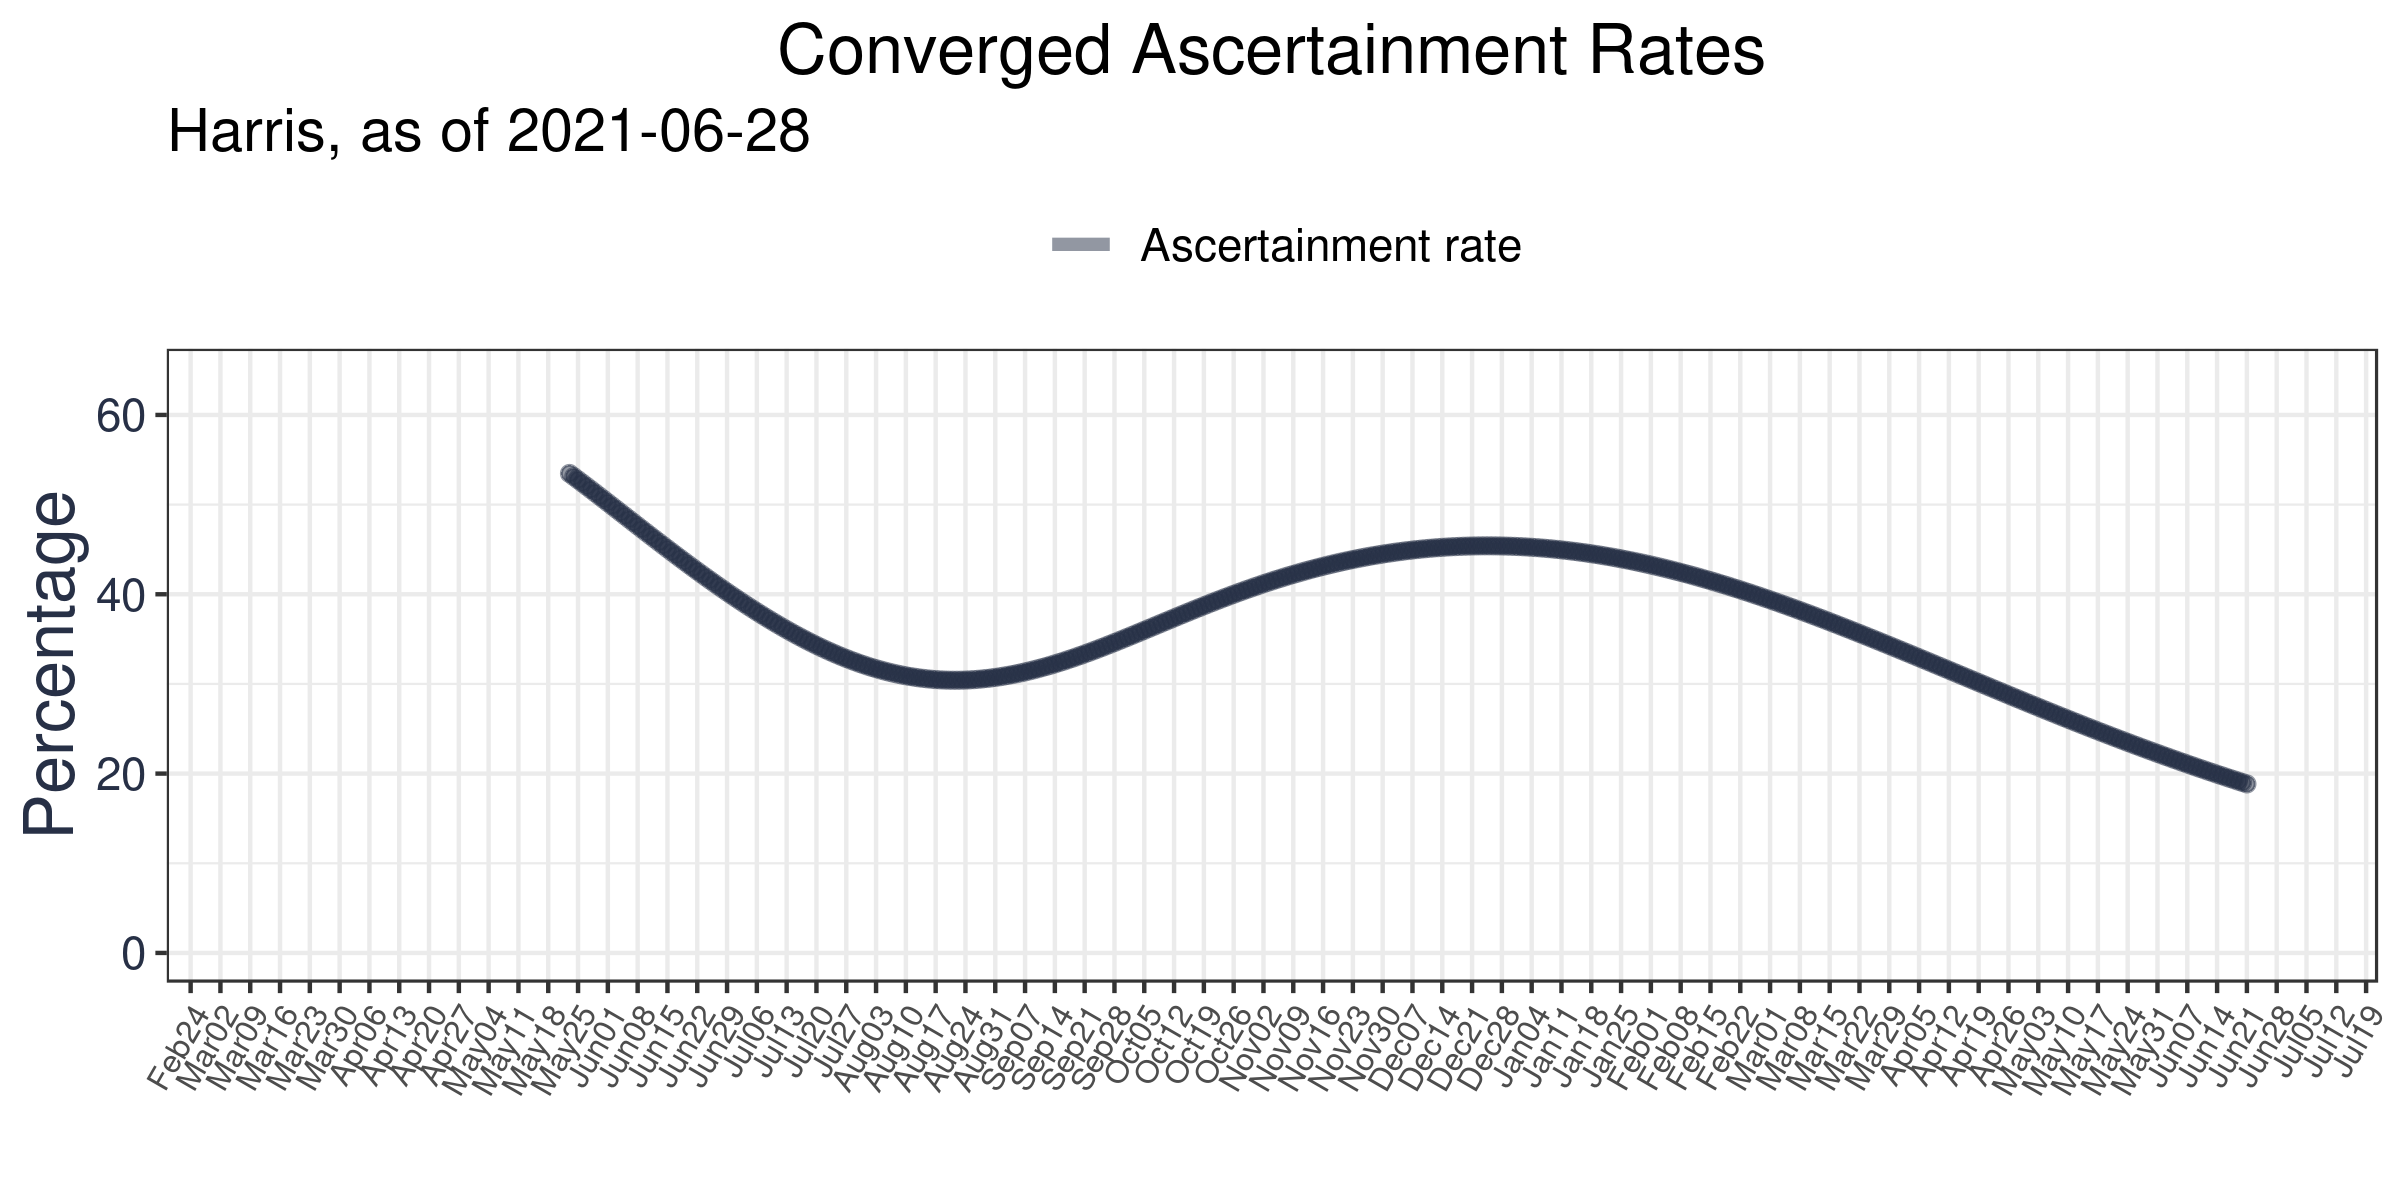 Converged Ascertainment Rates
Harris, as of 2021-06-28
Ascertainment rate
Percentage
60
40
20
0
Feb24
Mar02
Mar09
Mar16
Mar23
Mar30
Apr06
Apr13
Apr20
Apr27
May04
May11
May18
May25
Jun01
Jun08
Jun15
Jun22
Jun29
Jul06
Jul13
Jul20
Jul27
Aug03
Aug10
Aug17
Aug24
Aug31
Sep07
Sep14
Sep21
Sep28
Oct05
Oct12
Oct19
Oct26
Nov02
Nov09
Nov16
Nov23
Nov30
Dec07
Dec14
Dec21
Dec28
Jan04
Jan11
Jan18
Jan25
Feb01
Feb08
Feb15
Feb22
Mar01
Mar08
Mar15
Mar22
Mar29
Apr05
Apr12
Apr19
Apr26
May03
May10
May17
May24
May31
Jun07
Jun14
Jun21
Jun28
Jul05
Jul12
Jul19